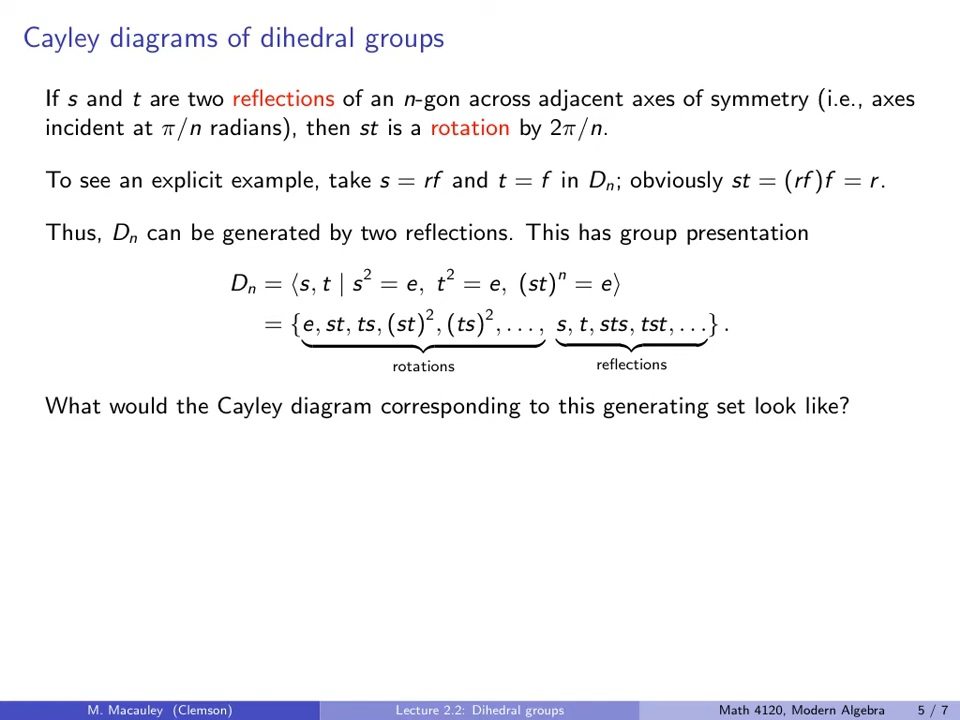 Cayley diagrams of dihedral groups
If s and t are two reflections of an n-gon across adjacent axes of symmetry (i.e., axes
incident at π/n radians), then st is a rotation by 2π/n.
To see an explicit example, take s = rf and t = f in Dₙ; obviously st = (rf)f = r.
Thus, Dₙ can be generated by two reflections. This has group presentation
Dₙ = ⟨s, t | s² = e, t² = e, (st)ⁿ = e⟩
= {e, st, ts, (st)², (ts)², . . . , s, t, sts, tst, . . .} .
rotations reflections
What would the Cayley diagram corresponding to this generating set look like?
M. Macauley (Clemson) Lecture 2.2: Dihedral groups Math 4120, Modern Algebra 5 / 7